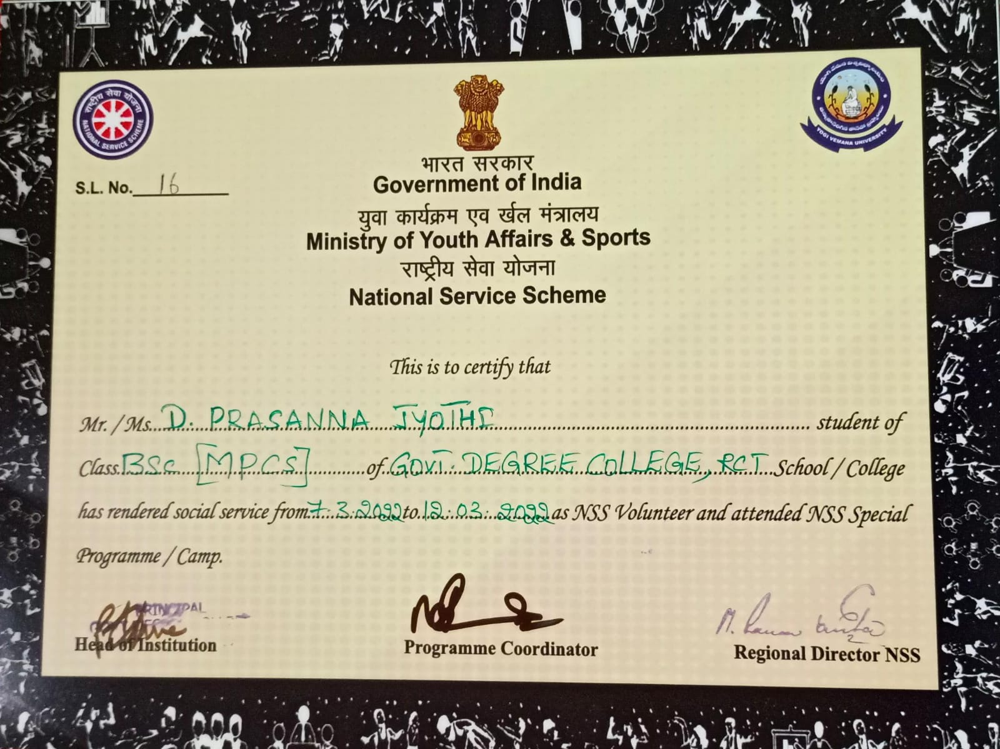 राष्ट्रीय सेवा योजना
NATIONAL SERVICE SCHEME
YOGI VEMANA UNIVERSITY
S.L. No. 16
भारत सरकार
Government of India
युवा कार्यक्रम एव र्खल मंत्रालय
Ministry of Youth Affairs & Sports
राष्ट्रीय सेवा योजना
National Service Scheme
This is to certify that
Mr. / Ms. D. PRASANNA JYOTHI student of
Class BSc [MPCS] of GOVT. DEGREE COLLEGE, RCT School / College
has rendered social service from 7.3.2022 to 12.03.2022 as NSS Volunteer and attended NSS Special
Programme / Camp.
PRINCIPAL
Head of Institution
Programme Coordinator
Regional Director NSS